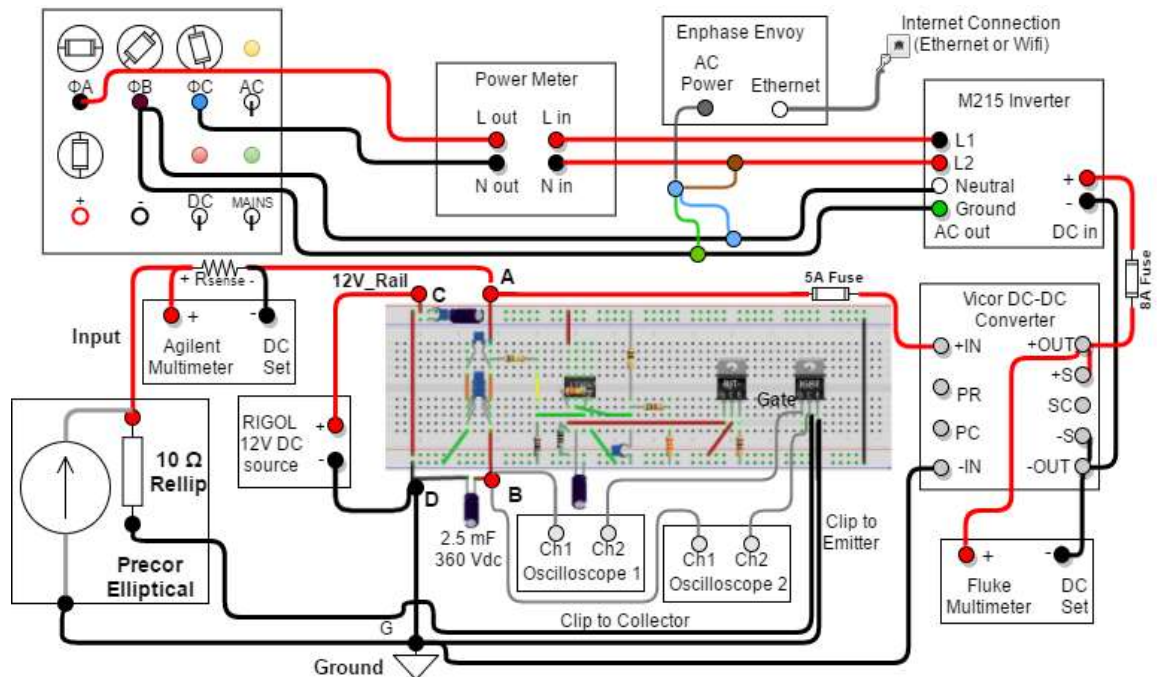 ΦA
ΦB
ΦC
AC
+
-
DC
MAINS
Power Meter
L out
L in
N out
N in
Enphase Envoy
AC
Power
Ethernet
Internet Connection
(Ethernet or Wifi)
M215 Inverter
L1
L2
Neutral
Ground
AC out
+
-
DC in
+ Rsense -
Input
+
-
Agilent
Multimeter
DC
Set
12V_Rail
C
A
5A Fuse
8A Fuse
Vicor DC-DC
Converter
+IN
PR
PC
-IN
+OUT
+S
SC
-S
-OUT
RIGOL
12V DC
source
+
-
Gate
10 Ω
Rellip
Precor
Elliptical
D
B
2.5 mF
360 Vdc
Ch1
Ch2
Oscilloscope 1
Ch1
Ch2
Oscilloscope 2
Clip to
Emitter
Clip to Collector
G
Ground
+
-
Fluke
Multimeter
DC
Set